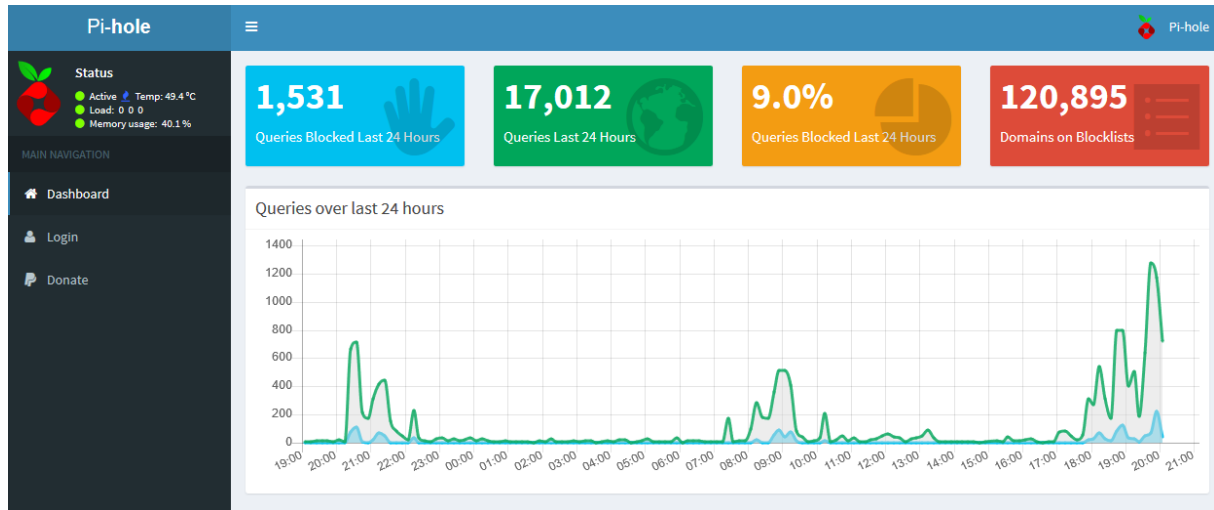 Pi-hole
Pi-hole
Status
Active Temp: 49.4 °C
Load: 0 0 0
Memory usage: 40.1 %
MAIN NAVIGATION
Dashboard
Login
Donate
1,531
Queries Blocked Last 24 Hours
17,012
Queries Last 24 Hours
9.0%
Queries Blocked Last 24 Hours
120,895
Domains on Blocklists
Queries over last 24 hours
1400
1200
1000
800
600
400
200
0
19:00 20:00 21:00 22:00 23:00 00:00 01:00 02:00 03:00 04:00 05:00 06:00 07:00 08:00 09:00 10:00 11:00 12:00 13:00 14:00 15:00 16:00 17:00 18:00 19:00 20:00 21:00